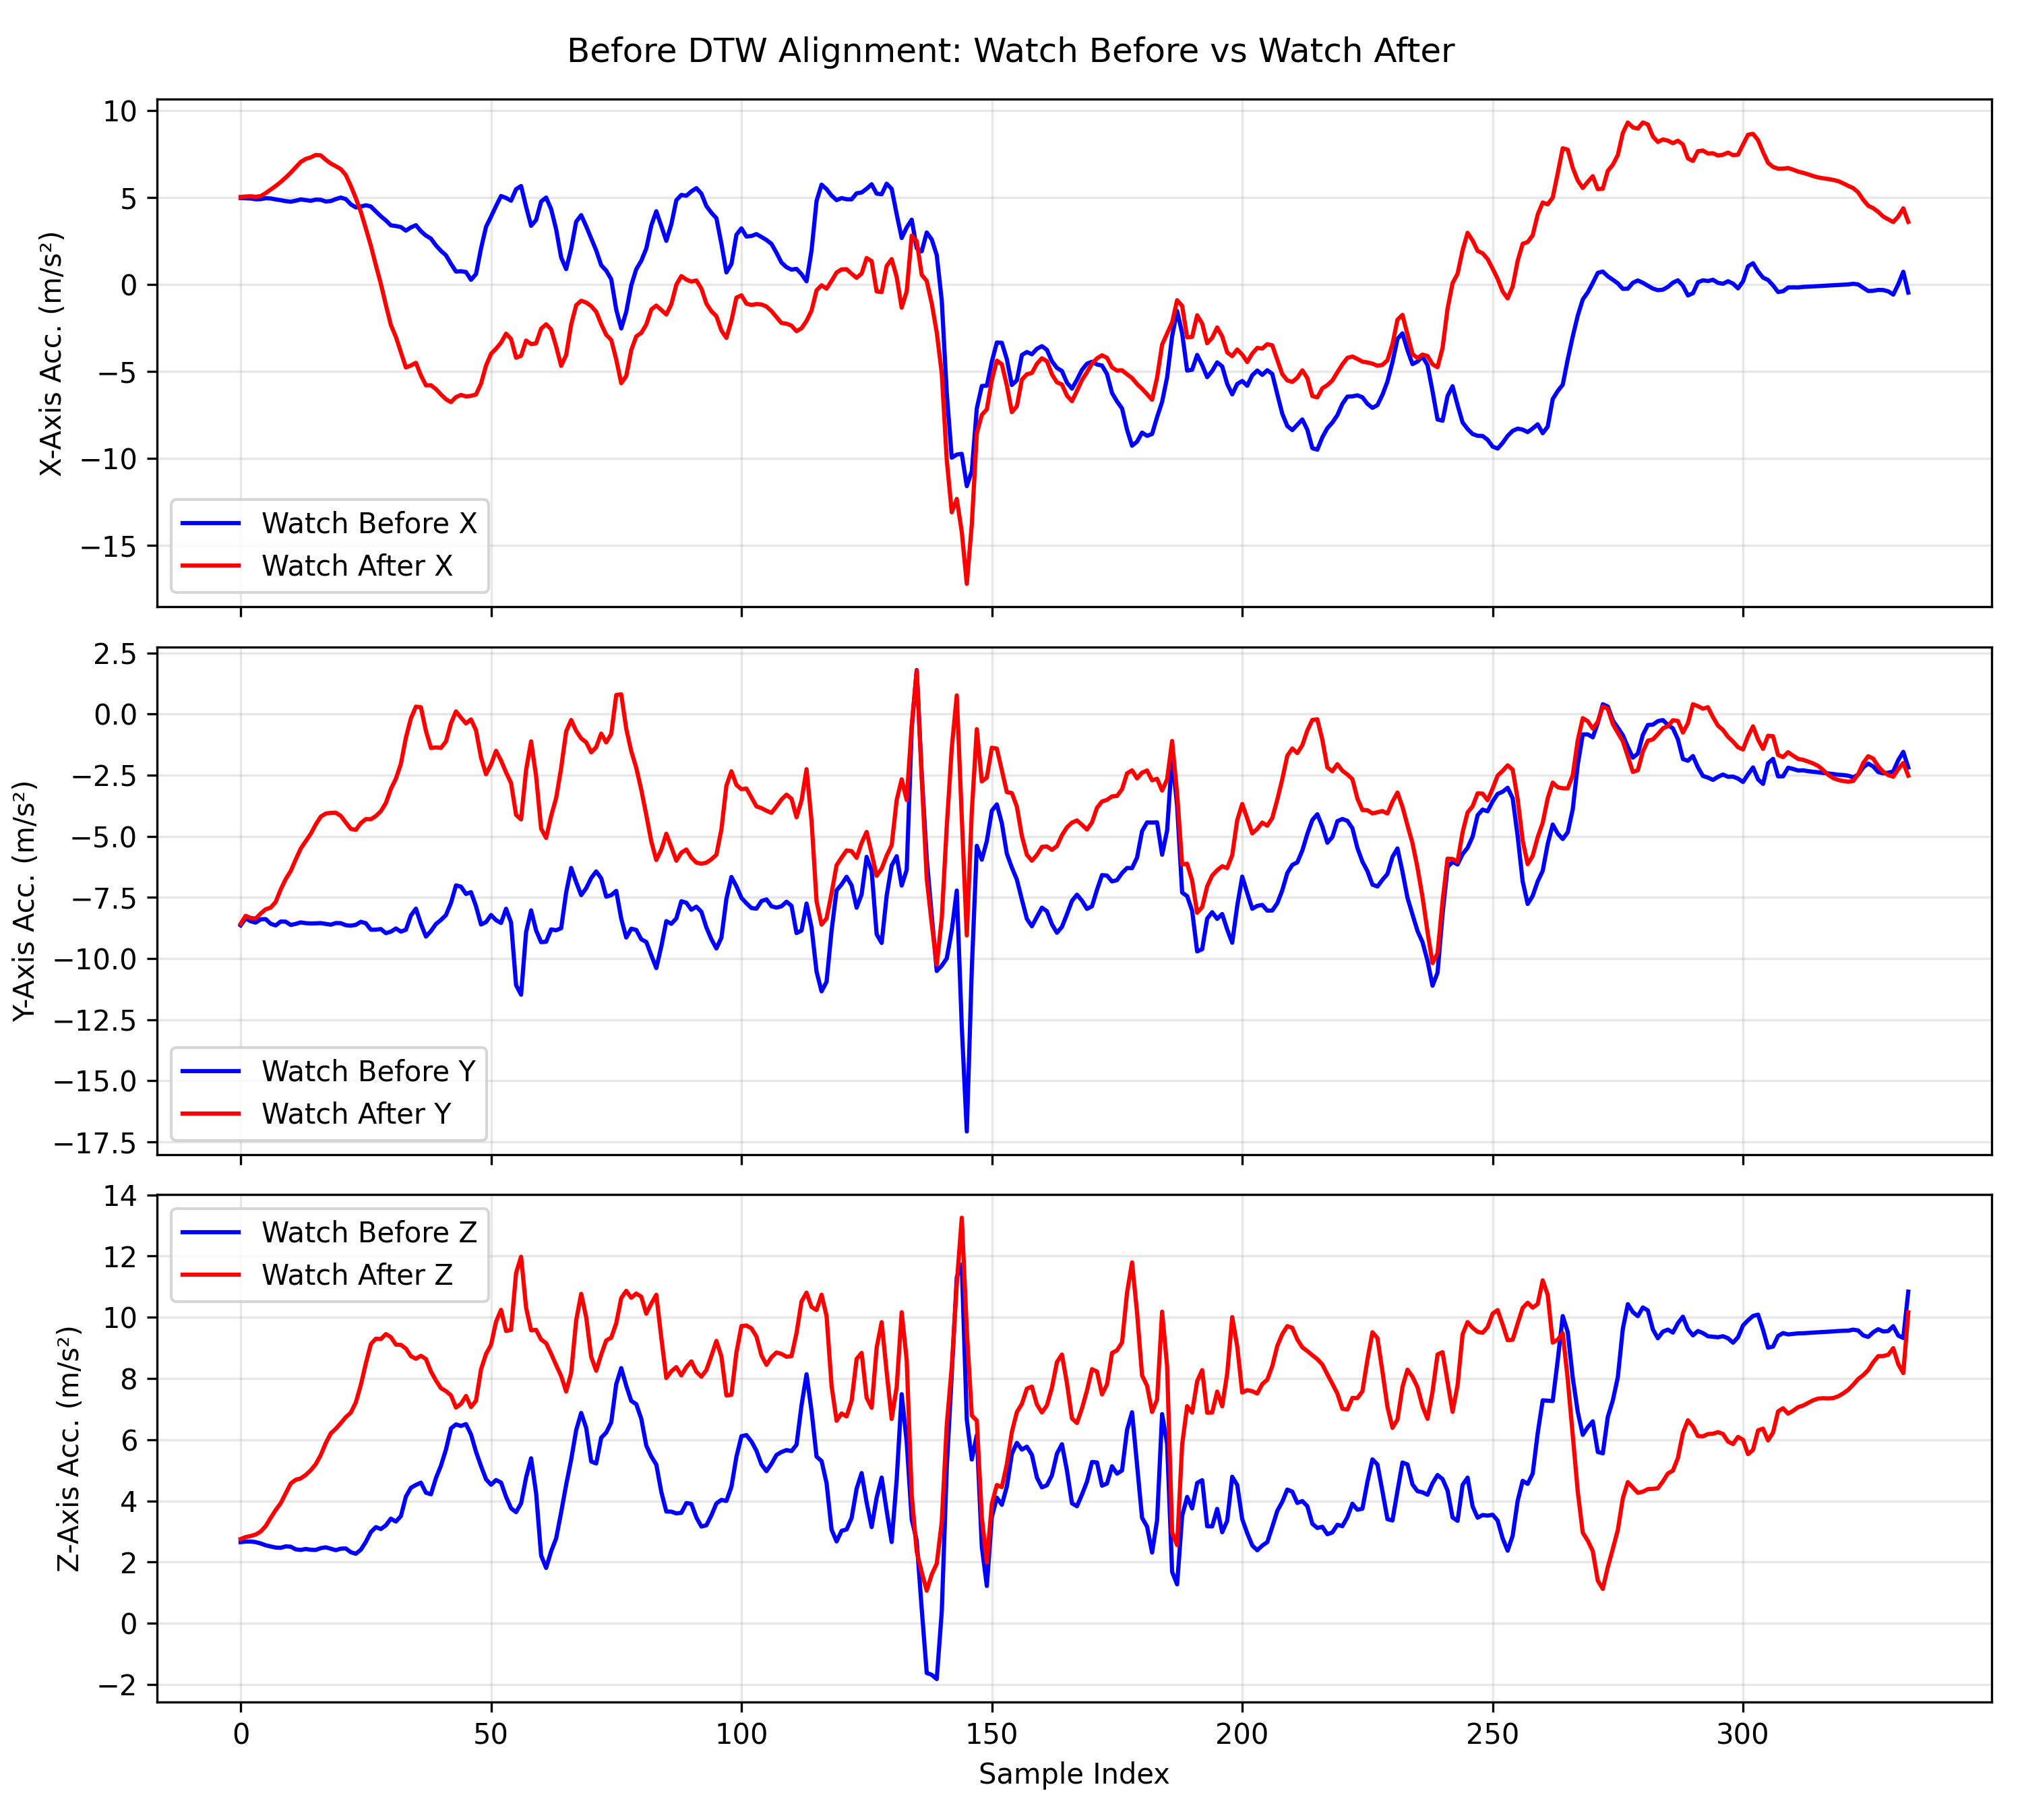 Before DTW Alignment: Watch Before vs Watch After
10
5
0
−5
−10
−15
X-Axis Acc. (m/s²)
Watch Before X
Watch After X
2.5
0.0
−2.5
−5.0
−7.5
−10.0
−12.5
−15.0
−17.5
Y-Axis Acc. (m/s²)
Watch Before Y
Watch After Y
14
12
10
8
6
4
2
0
−2
Z-Axis Acc. (m/s²)
Watch Before Z
Watch After Z
0 50 100 150 200 250 300
Sample Index